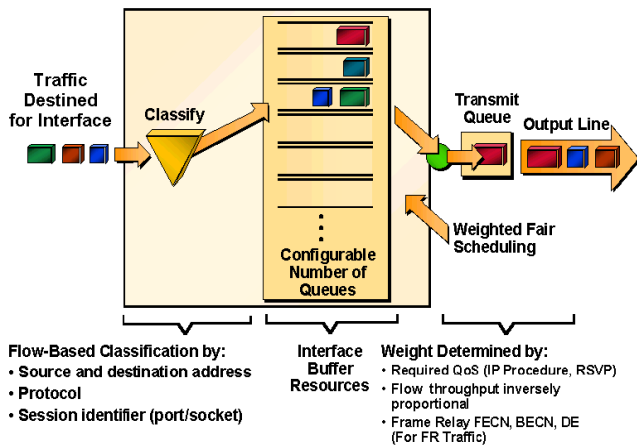 Traffic
Destined
for Interface
Classify
Transmit
Queue
Output Line
Weighted Fair
Scheduling
Configurable
Number of
Queues
Flow-Based Classification by:
• Source and destination address
• Protocol
• Session identifier (port/socket)
Interface
Buffer
Resources
Weight Determined by:
• Required QoS (IP Procedure, RSVP)
• Flow throughput inversely
proportional
• Frame Relay FECN, BECN, DE
(For FR Traffic)